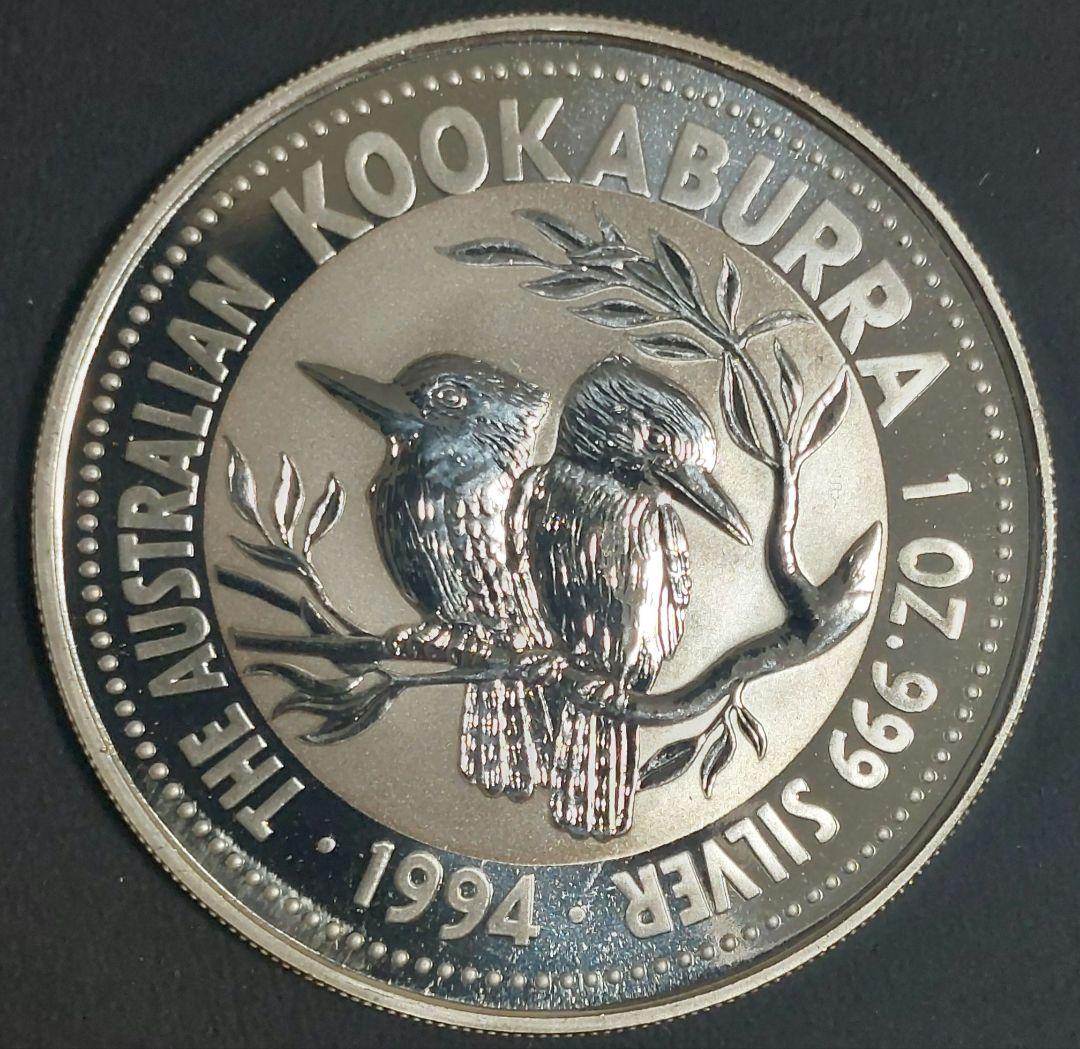 THE AUSTRALIAN KOOKABURRA 1 OZ. 999 SILVER
· 1994 ·